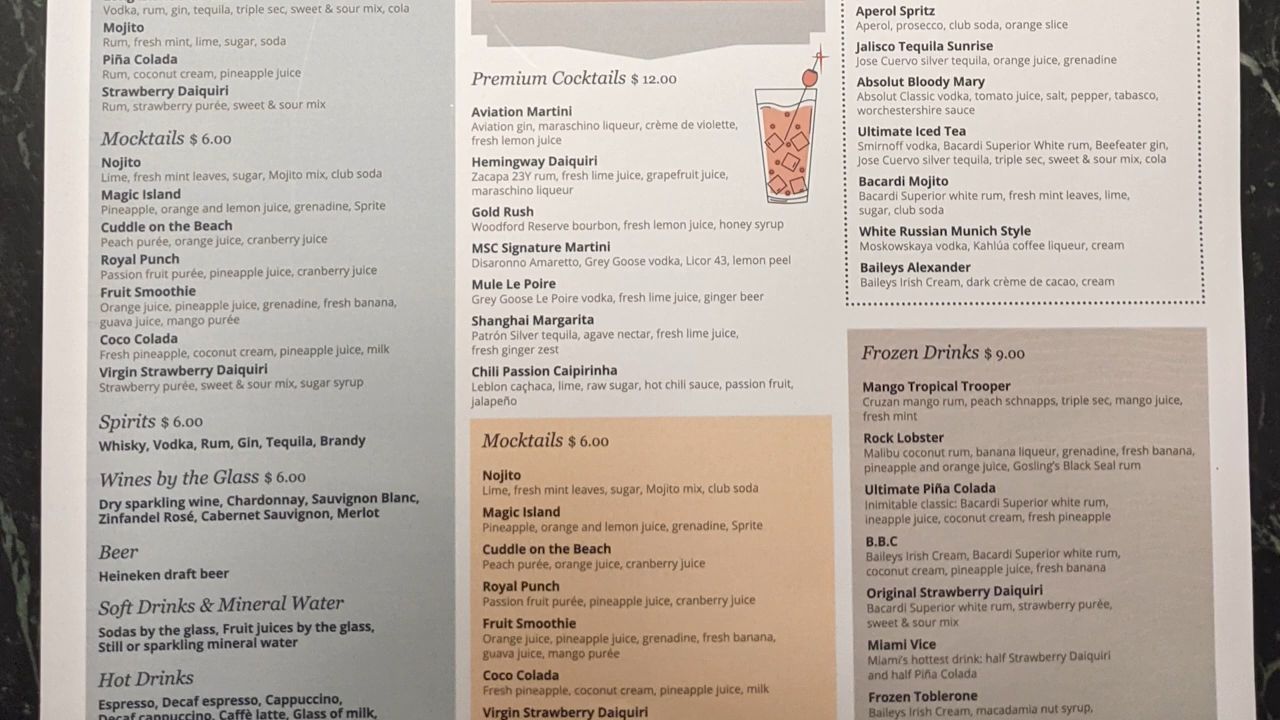 Vodka, rum, gin, tequila, triple sec, sweet & sour mix, cola
Mojito
Rum, fresh mint, lime, sugar, soda
Piña Colada
Rum, coconut cream, pineapple juice
Strawberry Daiquiri
Rum, strawberry purée, sweet & sour mix
Mocktails $ 6.00
Nojito
Lime, fresh mint leaves, sugar, Mojito mix, club soda
Magic Island
Pineapple, orange and lemon juice, grenadine, Sprite
Cuddle on the Beach
Peach purée, orange juice, cranberry juice
Royal Punch
Passion fruit purée, pineapple juice, cranberry juice
Fruit Smoothie
Orange juice, pineapple juice, grenadine, fresh banana,
guava juice, mango purée
Coco Colada
Fresh pineapple, coconut cream, pineapple juice, milk
Virgin Strawberry Daiquiri
Strawberry purée, sweet & sour mix, sugar syrup
Spirits $ 6.00
Whisky, Vodka, Rum, Gin, Tequila, Brandy
Wines by the Glass $ 6.00
Dry sparkling wine, Chardonnay, Sauvignon Blanc,
Zinfandel Rosé, Cabernet Sauvignon, Merlot
Beer
Heineken draft beer
Soft Drinks & Mineral Water
Sodas by the glass, Fruit juices by the glass,
Still or sparkling mineral water
Hot Drinks
Espresso, Decaf espresso, Cappuccino,
Decaf cappuccino, Caffè latte, Glass of milk,
Premium Cocktails $ 12.00
Aviation Martini
Aviation gin, maraschino liqueur, crème de violette,
fresh lemon juice
Hemingway Daiquiri
Zacapa 23Y rum, fresh lime juice, grapefruit juice,
maraschino liqueur
Gold Rush
Woodford Reserve bourbon, fresh lemon juice, honey syrup
MSC Signature Martini
Disaronno Amaretto, Grey Goose vodka, Licor 43, lemon peel
Mule Le Poire
Grey Goose Le Poire vodka, fresh lime juice, ginger beer
Shanghai Margarita
Patrón Silver tequila, agave nectar, fresh lime juice,
fresh ginger zest
Chili Passion Caipirinha
Leblon caçhaca, lime, raw sugar, hot chili sauce, passion fruit,
jalapeño
Mocktails $ 6.00
Nojito
Lime, fresh mint leaves, sugar, Mojito mix, club soda
Magic Island
Pineapple, orange and lemon juice, grenadine, Sprite
Cuddle on the Beach
Peach purée, orange juice, cranberry juice
Royal Punch
Passion fruit purée, pineapple juice, cranberry juice
Fruit Smoothie
Orange juice, pineapple juice, grenadine, fresh banana,
guava juice, mango purée
Coco Colada
Fresh pineapple, coconut cream, pineapple juice, milk
Virgin Strawberry Daiquiri
Aperol Spritz
Aperol, prosecco, club soda, orange slice
Jalisco Tequila Sunrise
Jose Cuervo silver tequila, orange juice, grenadine
Absolut Bloody Mary
Absolut Classic vodka, tomato juice, salt, pepper, tabasco,
worchestershire sauce
Ultimate Iced Tea
Smirnoff vodka, Bacardi Superior White rum, Beefeater gin,
Jose Cuervo silver tequila, triple sec, sweet & sour mix, cola
Bacardi Mojito
Bacardi Superior white rum, fresh mint leaves, lime,
sugar, club soda
White Russian Munich Style
Moskowskaya vodka, Kahlúa coffee liqueur, cream
Baileys Alexander
Baileys Irish Cream, dark crème de cacao, cream
Frozen Drinks $ 9.00
Mango Tropical Trooper
Cruzan mango rum, peach schnapps, triple sec, mango juice,
fresh mint
Rock Lobster
Malibu coconut rum, banana liqueur, grenadine, fresh banana,
pineapple and orange juice, Gosling's Black Seal rum
Ultimate Piña Colada
Inimitable classic: Bacardi Superior white rum,
ineapple juice, coconut cream, fresh pineapple
B.B.C
Baileys Irish Cream, Bacardi Superior white rum,
coconut cream, pineapple juice, fresh banana
Original Strawberry Daiquiri
Bacardi Superior white rum, strawberry purée,
sweet & sour mix
Miami Vice
Miami's hottest drink: half Strawberry Daiquiri
and half Piña Colada
Frozen Toblerone
Baileys Irish Cream, macadamia nut syrup,